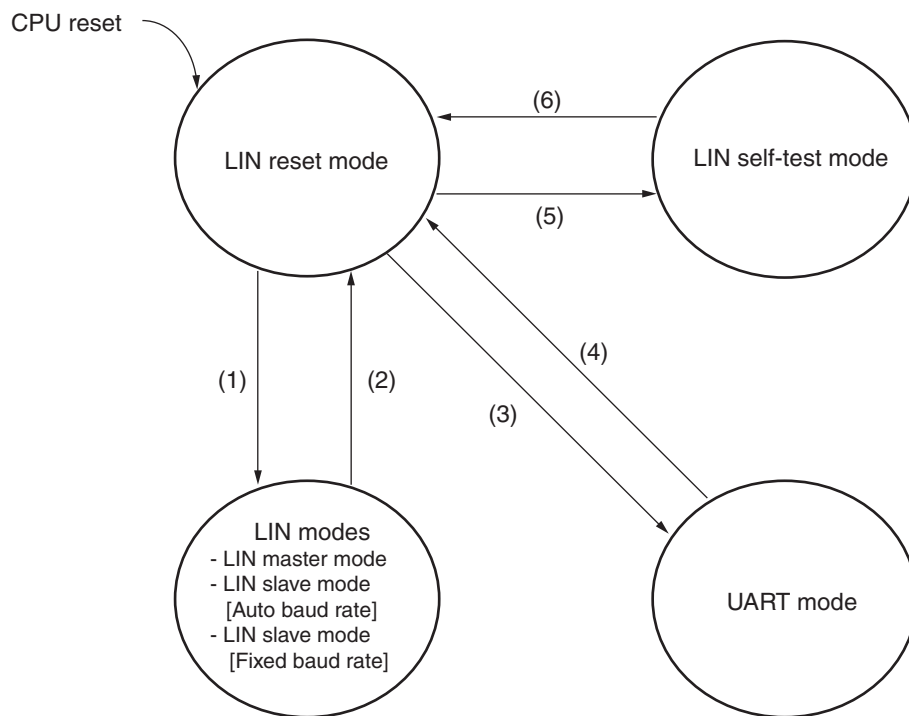 CPU reset
LIN reset mode
(6)
LIN self-test mode
(5)
(1)
(2)
(3)
(4)
LIN modes
- LIN master mode
- LIN slave mode
[Auto baud rate]
- LIN slave mode
[Fixed baud rate]
UART mode